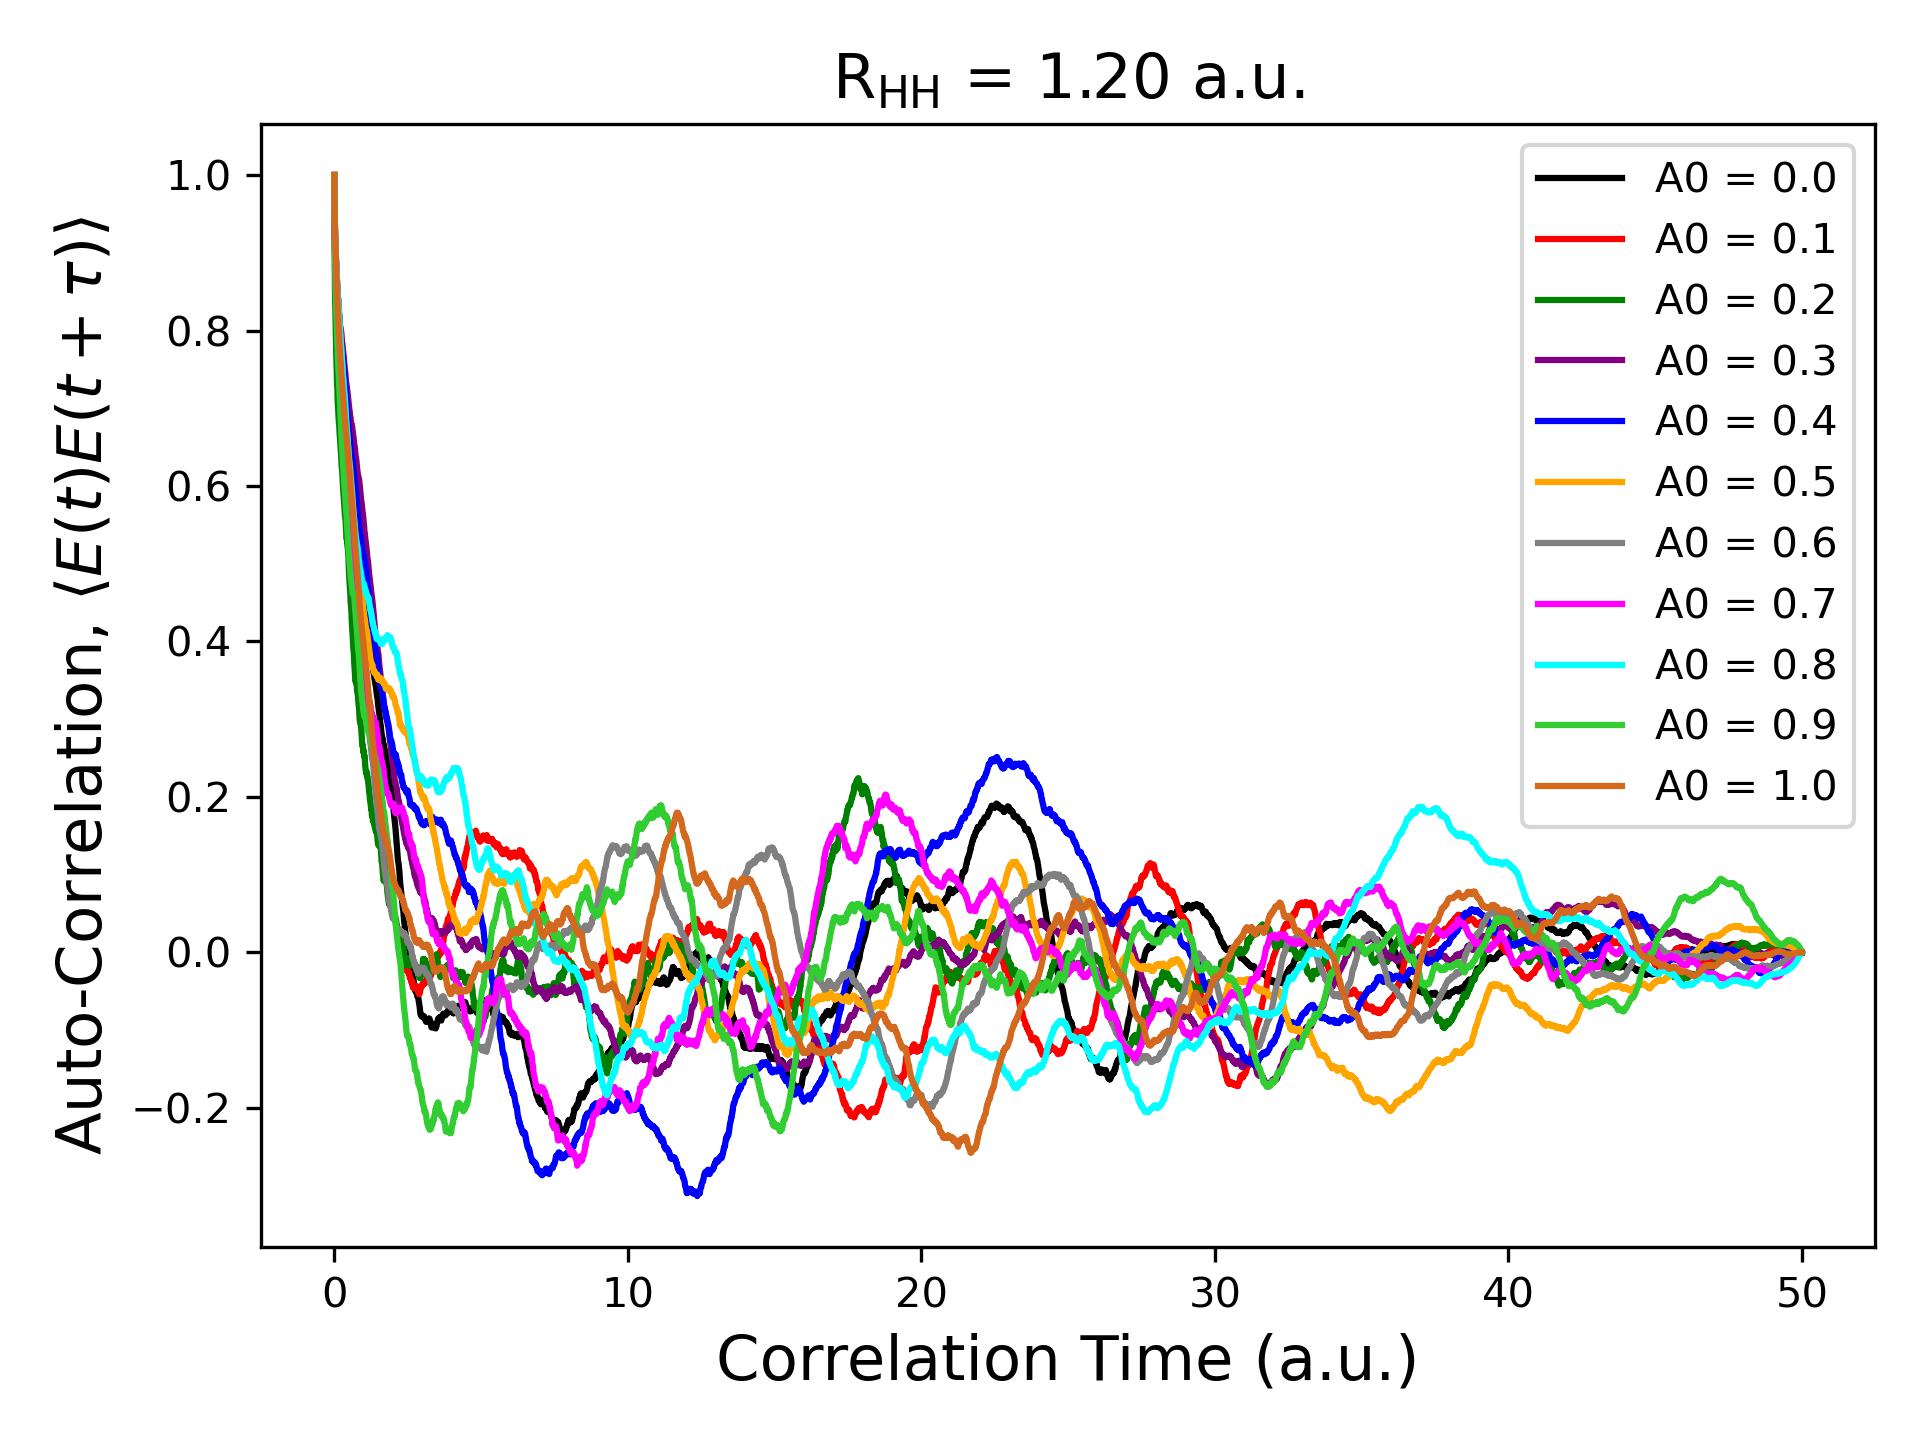 R_HH = 1.20 a.u.
Auto-Correlation, ⟨E(t)E(t + τ)⟩
1.0
0.8
0.6
0.4
0.2
0.0
−0.2
A0 = 0.0
A0 = 0.1
A0 = 0.2
A0 = 0.3
A0 = 0.4
A0 = 0.5
A0 = 0.6
A0 = 0.7
A0 = 0.8
A0 = 0.9
A0 = 1.0
0 10 20 30 40 50
Correlation Time (a.u.)